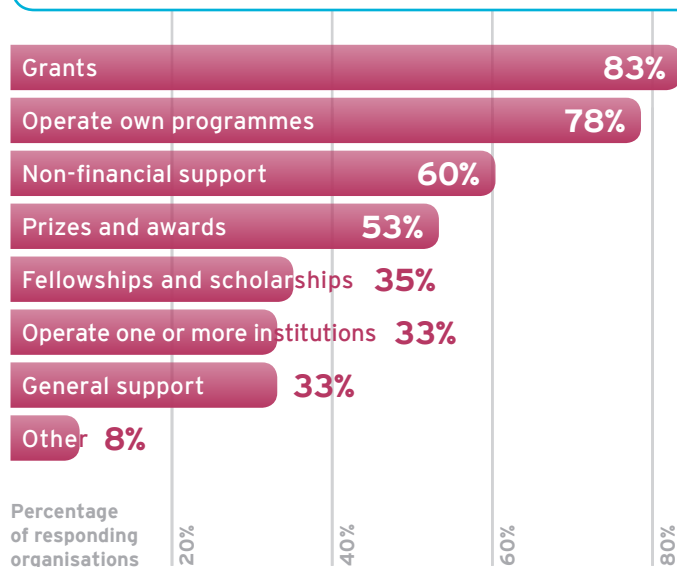 Grants 83%
Operate own programmes 78%
Non-financial support 60%
Prizes and awards 53%
Fellowships and scholarships 35%
Operate one or more institutions 33%
General support 33%
Other 8%
Percentage
of responding
organisations
20%
40%
60%
80%